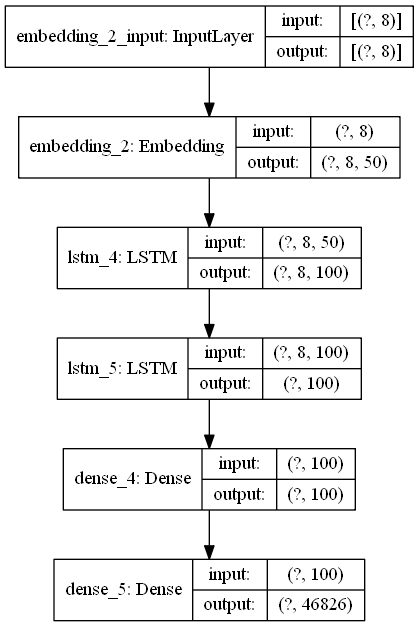 embedding_2_input: InputLayer
input: [(?, 8)]
output: [(?, 8)]
embedding_2: Embedding
input: (?, 8)
output: (?, 8, 50)
lstm_4: LSTM
input: (?, 8, 50)
output: (?, 8, 100)
lstm_5: LSTM
input: (?, 8, 100)
output: (?, 100)
dense_4: Dense
input: (?, 100)
output: (?, 100)
dense_5: Dense
input: (?, 100)
output: (?, 46826)